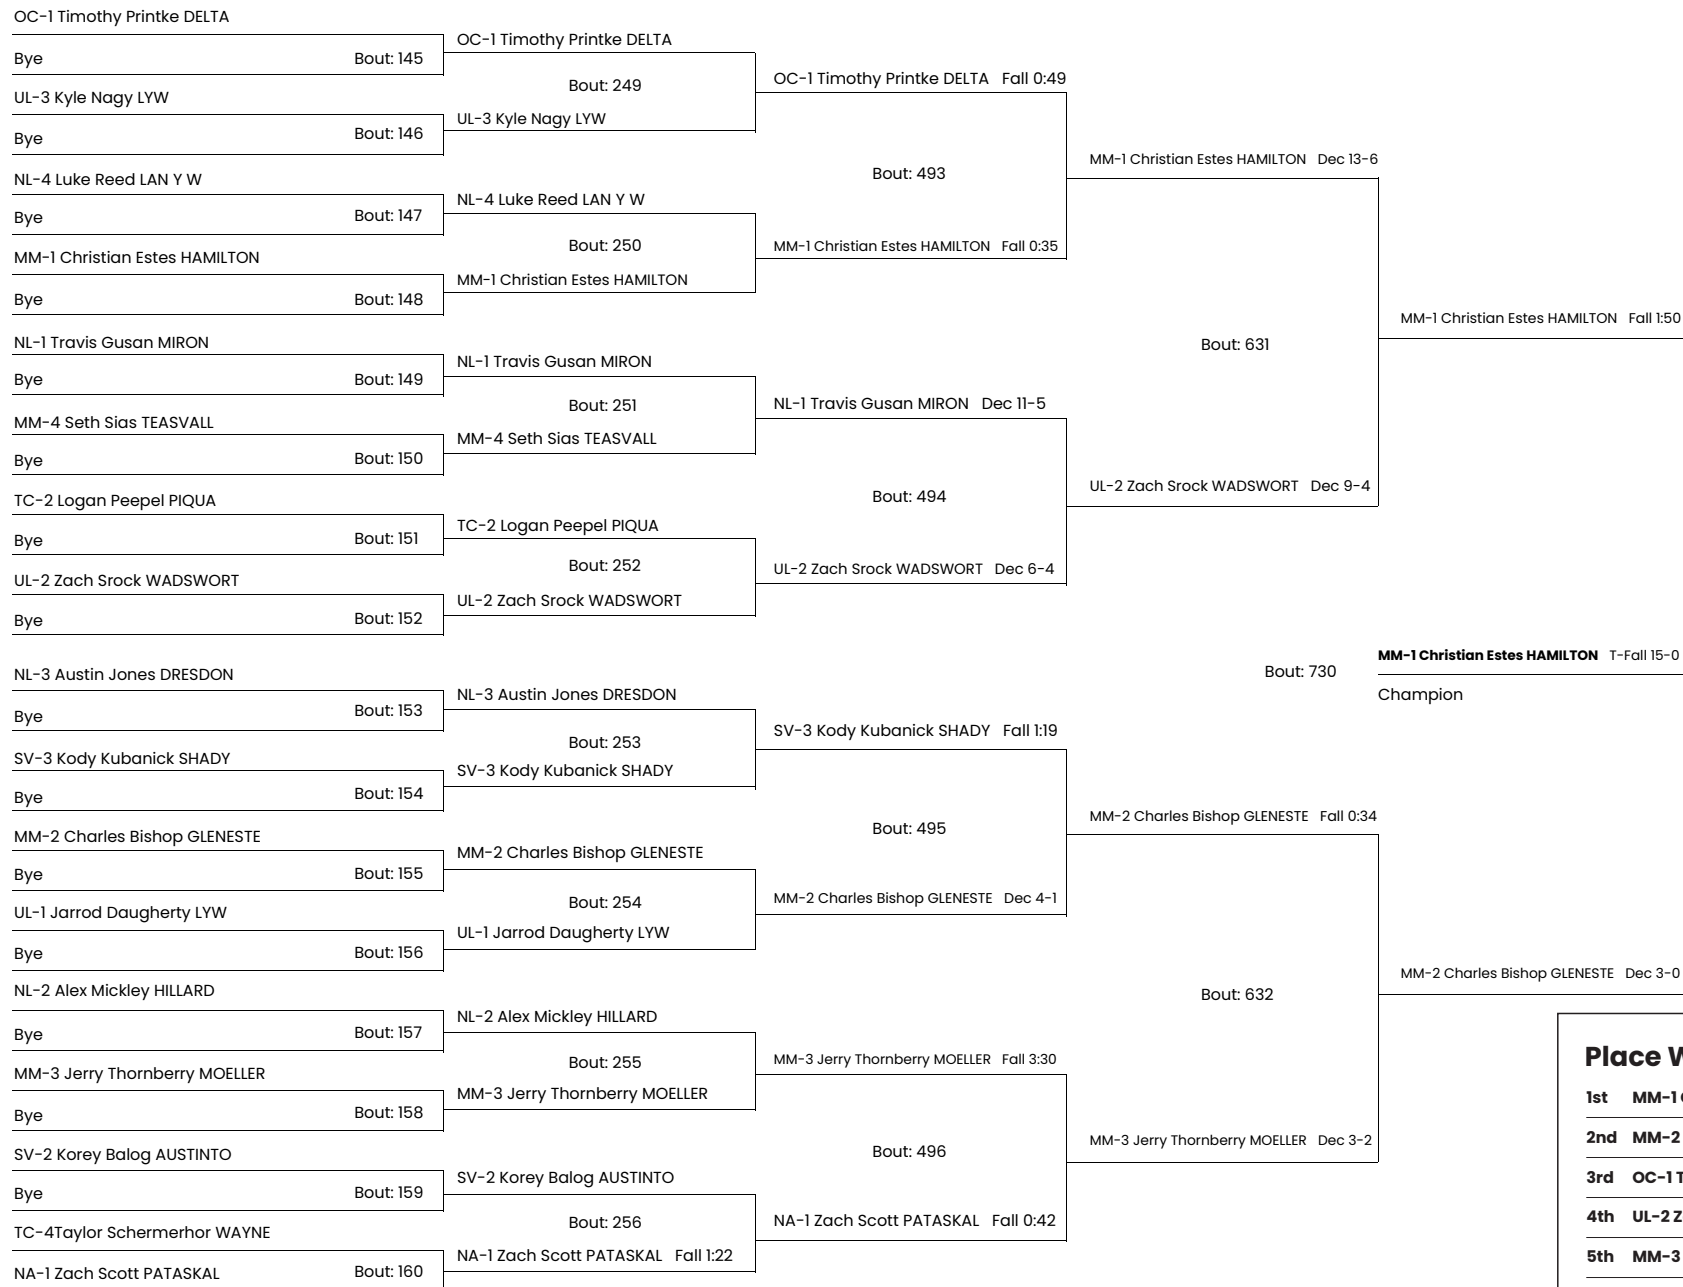 OC-1 Timothy Printke DELTA
Bye Bout: 145
UL-3 Kyle Nagy LYW
Bye Bout: 146
NL-4 Luke Reed LAN Y W
Bye Bout: 147
MM-1 Christian Estes HAMILTON
Bye Bout: 148
NL-1 Travis Gusan MIRON
Bye Bout: 149
MM-4 Seth Sias TEASVALL
Bye Bout: 150
TC-2 Logan Peepel PIQUA
Bye Bout: 151
UL-2 Zach Srock WADSWORT
Bye Bout: 152
NL-3 Austin Jones DRESDON
Bye Bout: 153
SV-3 Kody Kubanick SHADY
Bye Bout: 154
MM-2 Charles Bishop GLENESTE
Bye Bout: 155
UL-1 Jarrod Daugherty LYW
Bye Bout: 156
NL-2 Alex Mickley HILLARD
Bye Bout: 157
MM-3 Jerry Thornberry MOELLER
Bye Bout: 158
SV-2 Korey Balog AUSTINTO
Bye Bout: 159
TC-4Taylor Schermerhor WAYNE
NA-1 Zach Scott PATASKAL Bout: 160
OC-1 Timothy Printke DELTA
Bout: 249
UL-3 Kyle Nagy LYW
NL-4 Luke Reed LAN Y W
Bout: 250
MM-1 Christian Estes HAMILTON
NL-1 Travis Gusan MIRON
Bout: 251
MM-4 Seth Sias TEASVALL
TC-2 Logan Peepel PIQUA
Bout: 252
UL-2 Zach Srock WADSWORT
NL-3 Austin Jones DRESDON
Bout: 253
SV-3 Kody Kubanick SHADY
MM-2 Charles Bishop GLENESTE
Bout: 254
UL-1 Jarrod Daugherty LYW
NL-2 Alex Mickley HILLARD
Bout: 255
MM-3 Jerry Thornberry MOELLER
SV-2 Korey Balog AUSTINTO
Bout: 256
NA-1 Zach Scott PATASKAL Fall 1:22
OC-1 Timothy Printke DELTA Fall 0:49
Bout: 493
MM-1 Christian Estes HAMILTON Fall 0:35
NL-1 Travis Gusan MIRON Dec 11-5
Bout: 494
UL-2 Zach Srock WADSWORT Dec 6-4
SV-3 Kody Kubanick SHADY Fall 1:19
Bout: 495
MM-2 Charles Bishop GLENESTE Dec 4-1
MM-3 Jerry Thornberry MOELLER Fall 3:30
Bout: 496
NA-1 Zach Scott PATASKAL Fall 0:42
MM-1 Christian Estes HAMILTON Dec 13-6
Bout: 631
UL-2 Zach Srock WADSWORT Dec 9-4
MM-2 Charles Bishop GLENESTE Fall 0:34
Bout: 632
MM-3 Jerry Thornberry MOELLER Dec 3-2
MM-1 Christian Estes HAMILTON Fall 1:50
Bout: 730
MM-1 Christian Estes HAMILTON T-Fall 15-0
Champion
MM-2 Charles Bishop GLENESTE Dec 3-0
Place
1st MM-1
2nd MM-2
3rd OC-1 T
4th UL-2 Z
5th MM-3